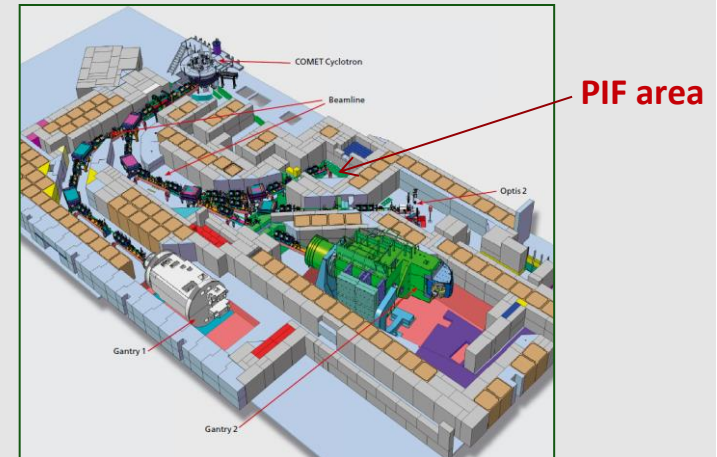 COMET Cyclotron
Beamline
PIF area
Optis 2
Gantry 1
Gantry 2